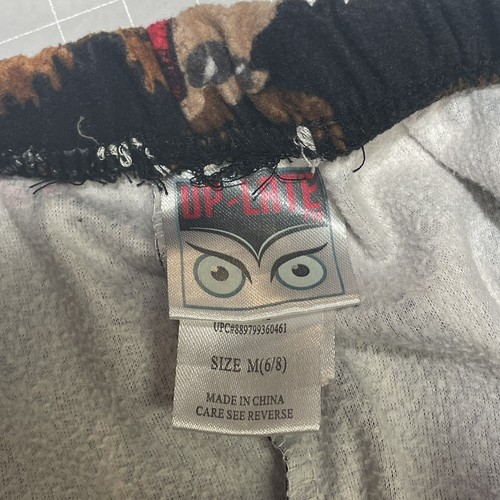 UP-LATE
UPC#889799360461
SIZE M(6/8)
MADE IN CHINA
CARE SEE REVERSE